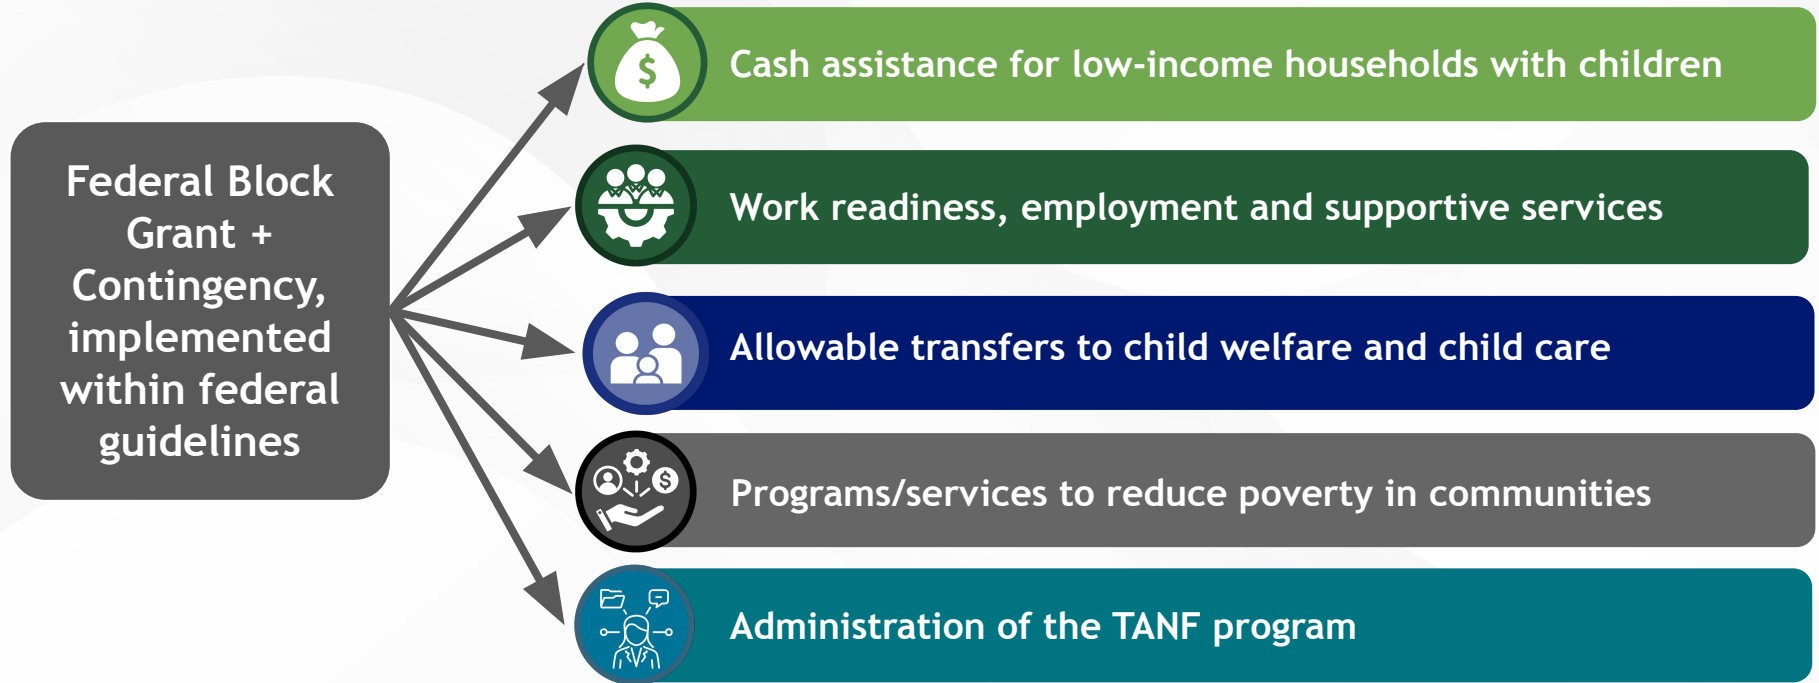 Federal Block
Grant +
Contingency,
implemented
within federal
guidelines
$
Cash assistance for low-income households with children
Work readiness, employment and supportive services
Allowable transfers to child welfare and child care
$
Programs/services to reduce poverty in communities
Administration of the TANF program